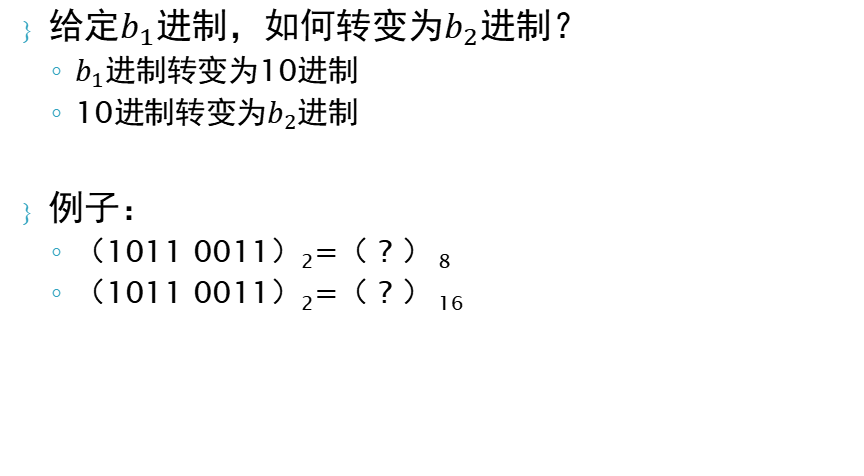 给定b₁进制，如何转变为b₂进制？
b₁进制转变为10进制
10进制转变为b₂进制
例子：
（1011 0011）₂=（？）₈
（1011 0011）₂=（？）₁₆